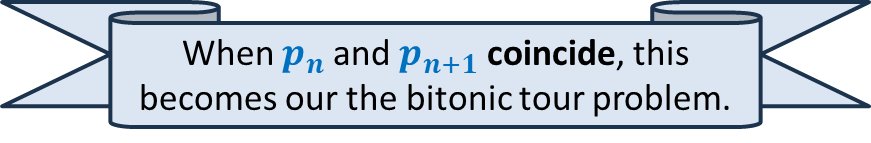 When pₙ and pₙ₊₁ coincide, this
becomes our the bitonic tour problem.